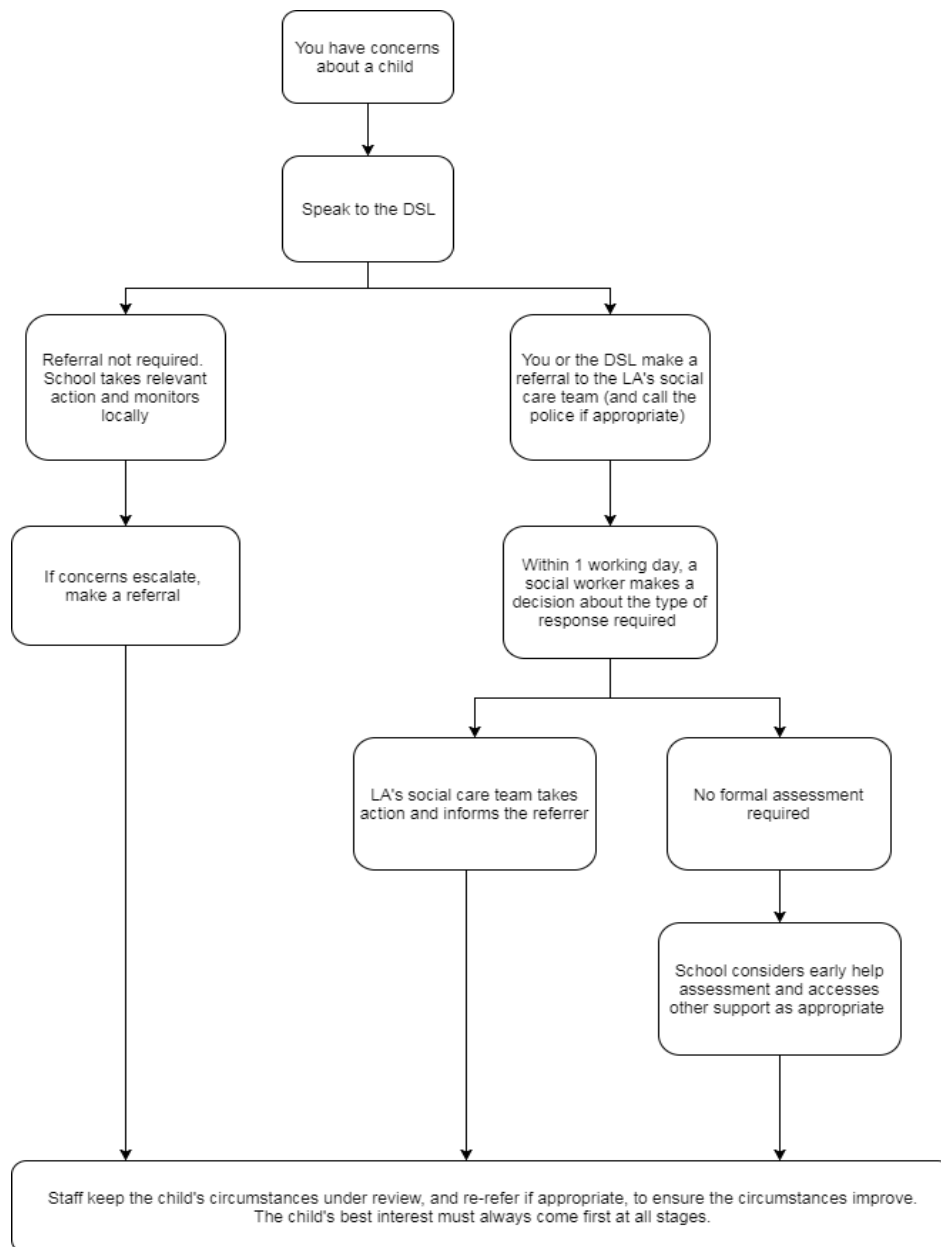 You have concerns
about a child
Speak to the DSL
Referral not required.
School takes relevant
action and monitors
locally
You or the DSL make a
referral to the LA's social
care team (and call the
police if appropriate)
If concerns escalate,
make a referral
Within 1 working day, a
social worker makes a
decision about the type of
response required
LA's social care team takes
action and informs the referrer
No formal assessment
required
School considers early help
assessment and accesses
other support as appropriate
Staff keep the child's circumstances under review, and re-refer if appropriate, to ensure the circumstances improve.
The child's best interest must always come first at all stages.